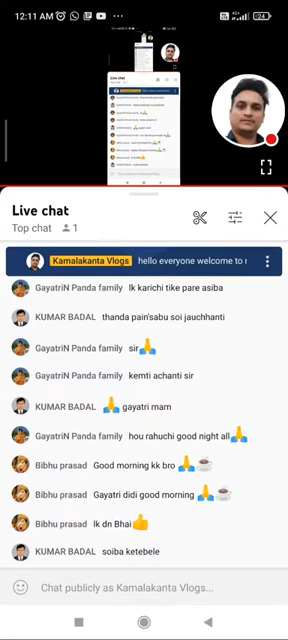 12:11 AM
24
Live chat
Top chat 1
Kamalakanta Vlogs hello everyone welcome to
GayatriN Panda family lk karichi tike pare asiba
KUMAR BADAL thanda pain'sabu soi jauchhanti
GayatriN Panda family sir🙏
GayatriN Panda family kemti achanti sir
KUMAR BADAL 🙏 gayatri mam
GayatriN Panda family hou rahuchi good night all🙏
Bibhu prasad Good morning kk bro 🙏☕
Bibhu prasad Gayatri didi good morning 🙏☕
Bibhu prasad lk dn Bhai👍
KUMAR BADAL soiba ketebele
Chat publicly as Kamalakanta Vlogs...